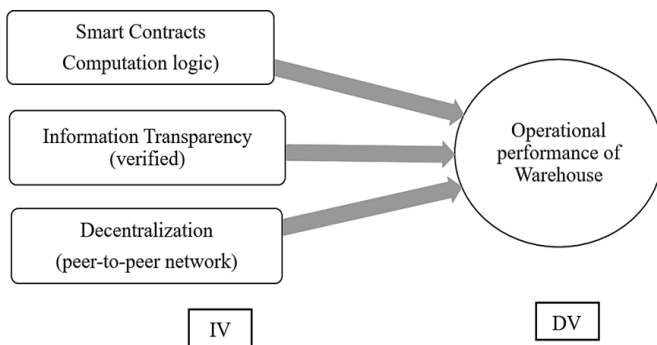 Smart Contracts
Computation logic)
Information Transparency
(verified)
Decentralization
(peer-to-peer network)
Operational
performance of
Warehouse
IV
DV